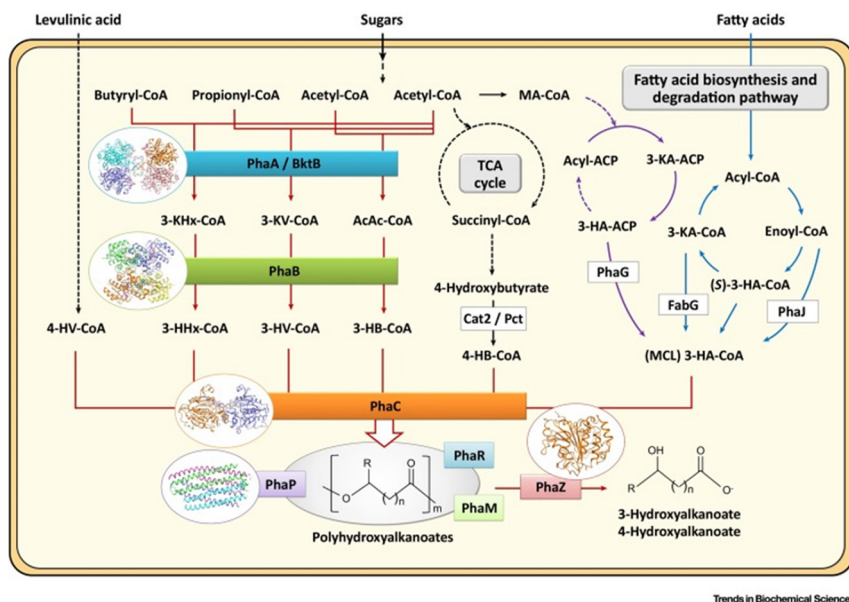 Levulinic acid
Sugars
Fatty acids
Butyryl-CoA
Propionyl-CoA
Acetyl-CoA
Acetyl-CoA
MA-CoA
Fatty acid biosynthesis and
degradation pathway
PhaA / BktB
TCA
cycle
Acyl-ACP
3-KA-ACP
Acyl-CoA
3-KHx-CoA
3-KV-CoA
AcAc-CoA
Succinyl-CoA
3-HA-ACP
3-KA-CoA
Enoyl-CoA
PhaB
PhaG
(S)-3-HA-CoA
4-Hydroxybutyrate
FabG
PhaJ
4-HV-CoA
3-HHx-CoA
3-HV-CoA
3-HB-CoA
Cat2 / Pct
4-HB-CoA
(MCL) 3-HA-CoA
PhaC
PhaP
R
O
O
n
m
PhaR
PhaM
PhaZ
OH
O
R
n
O-
Polyhydroxyalkanoates
3-Hydroxyalkanoate
4-Hydroxyalkanoate
Trends in Biochemical Sciences